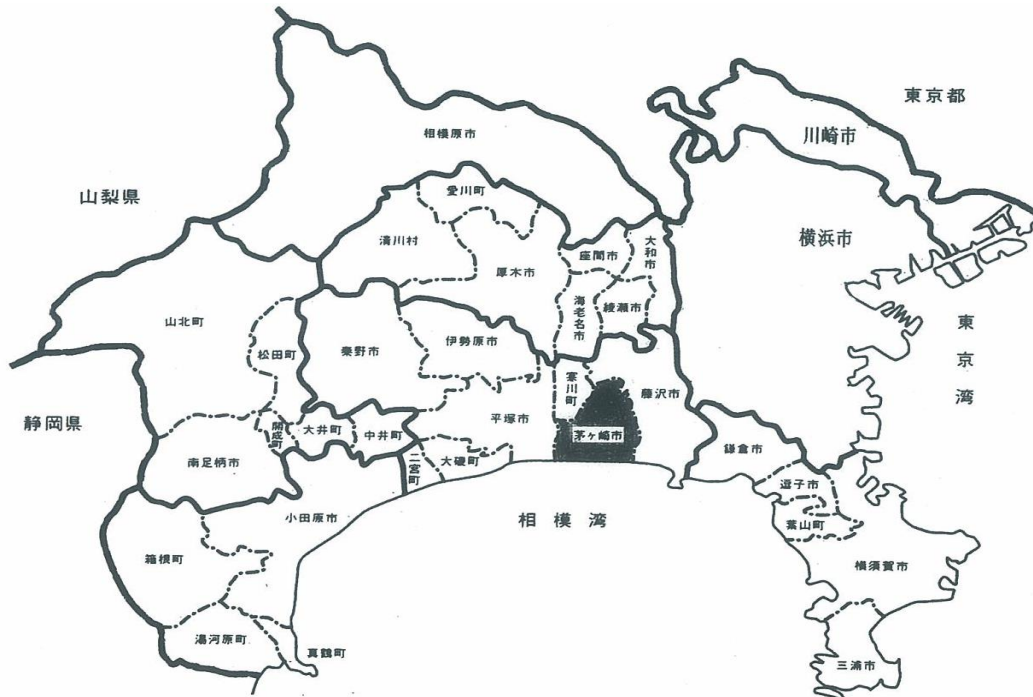 東京都
川崎市
相模原市
山梨県
愛川町
横浜市
清川村
大和市
座間市
厚木市
海老名市
綾瀬市
山北町
東京湾
伊勢原市
秦野市
松田町
寒川町
藤沢市
静岡県
平塚市
開成町
大井町
中井町
茅ヶ崎市
鎌倉市
南足柄市
大磯町
二宮町
逗子市
小田原市
相模湾
葉山町
箱根町
横須賀市
湯河原町
真鶴町
三浦市